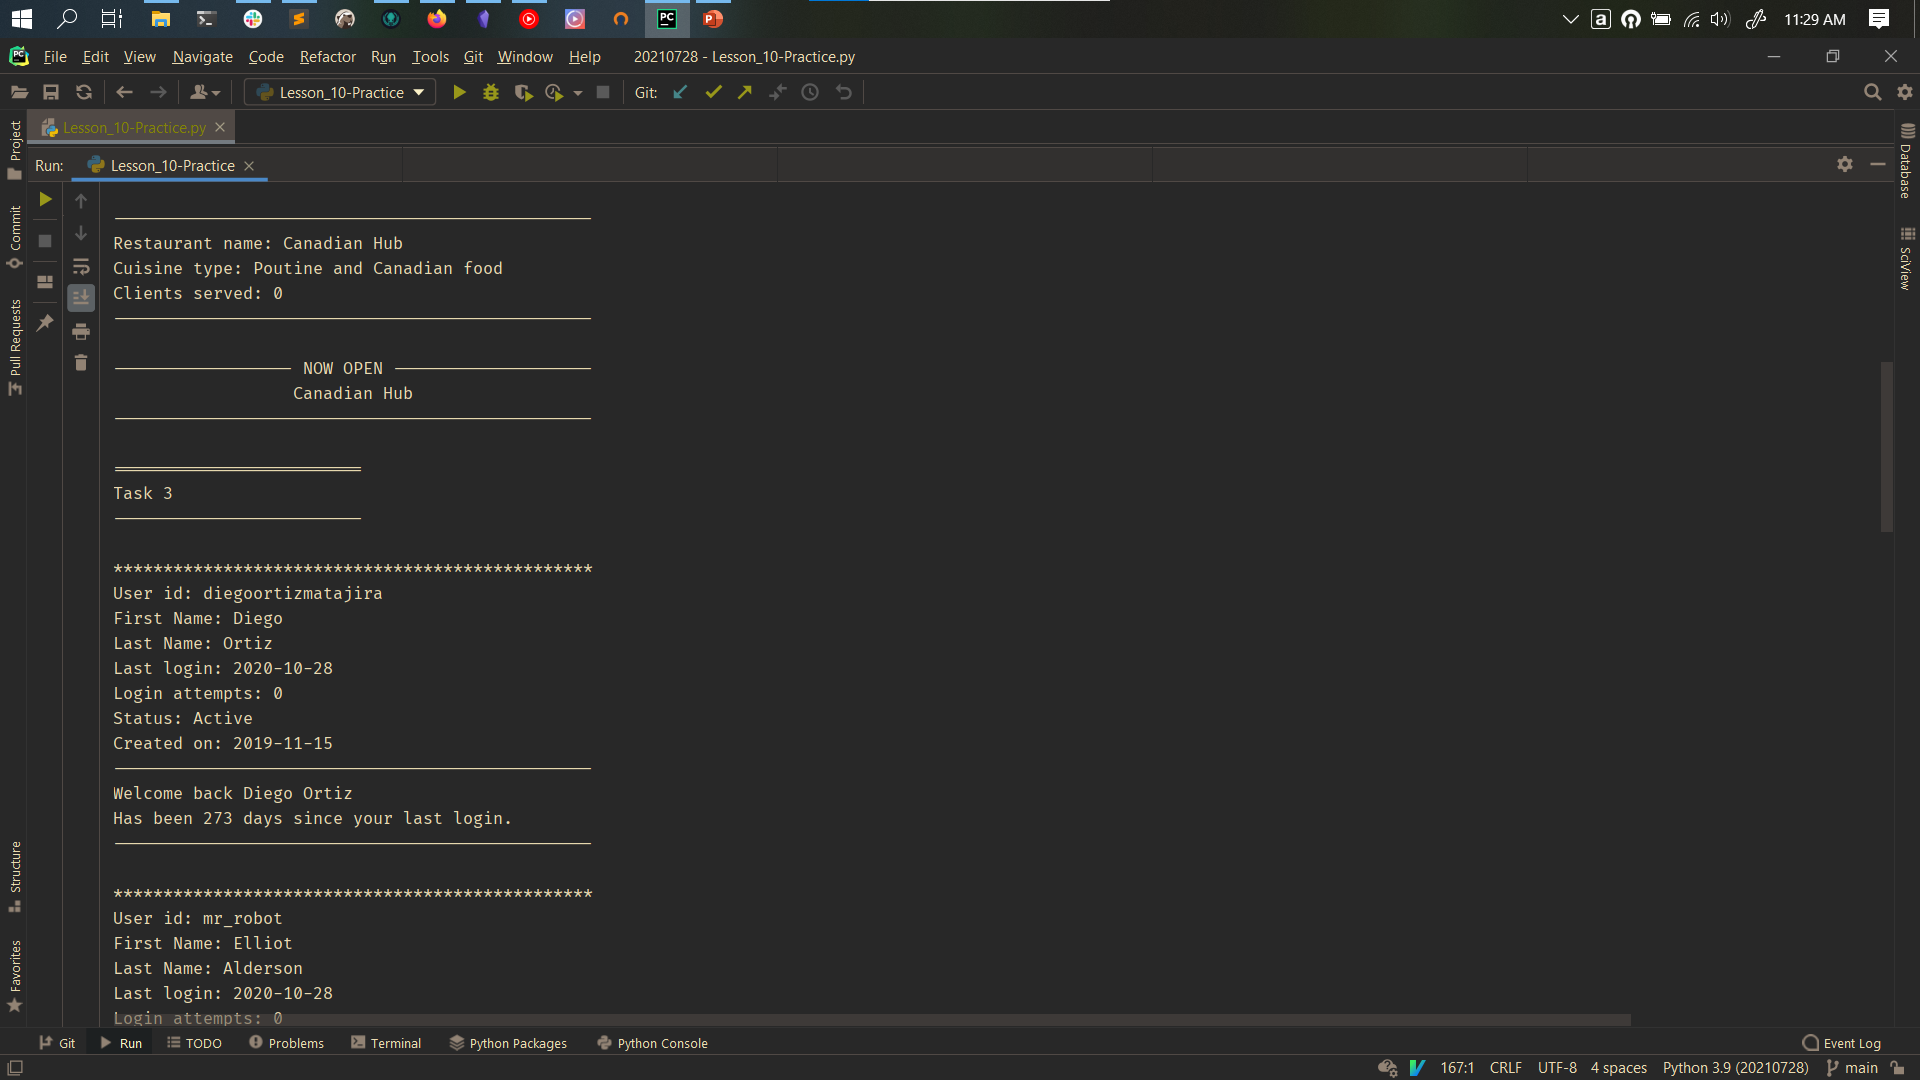 11:29 AM
File Edit View Navigate Code Refactor Run Tools Git Window Help 20210728 - Lesson_10-Practice.py
Lesson_10-Practice Git:
Lesson_10-Practice.py
Run: Lesson_10-Practice
Project
Commit
Pull Requests
Structure
Favorites
Database
SciView
Restaurant name: Canadian Hub
Cuisine type: Poutine and Canadian food
Clients served: 0
NOW OPEN
Canadian Hub
Task 3
************************************************
User id: diegoortizmatajira
First Name: Diego
Last Name: Ortiz
Last login: 2020-10-28
Login attempts: 0
Status: Active
Created on: 2019-11-15
Welcome back Diego Ortiz
Has been 273 days since your last login.
************************************************
User id: mr_robot
First Name: Elliot
Last Name: Alderson
Last login: 2020-10-28
Login attempts: 0
Git Run TODO Problems Terminal Python Packages Python Console Event Log
167:1 CRLF UTF-8 4 spaces Python 3.9 (20210728) main